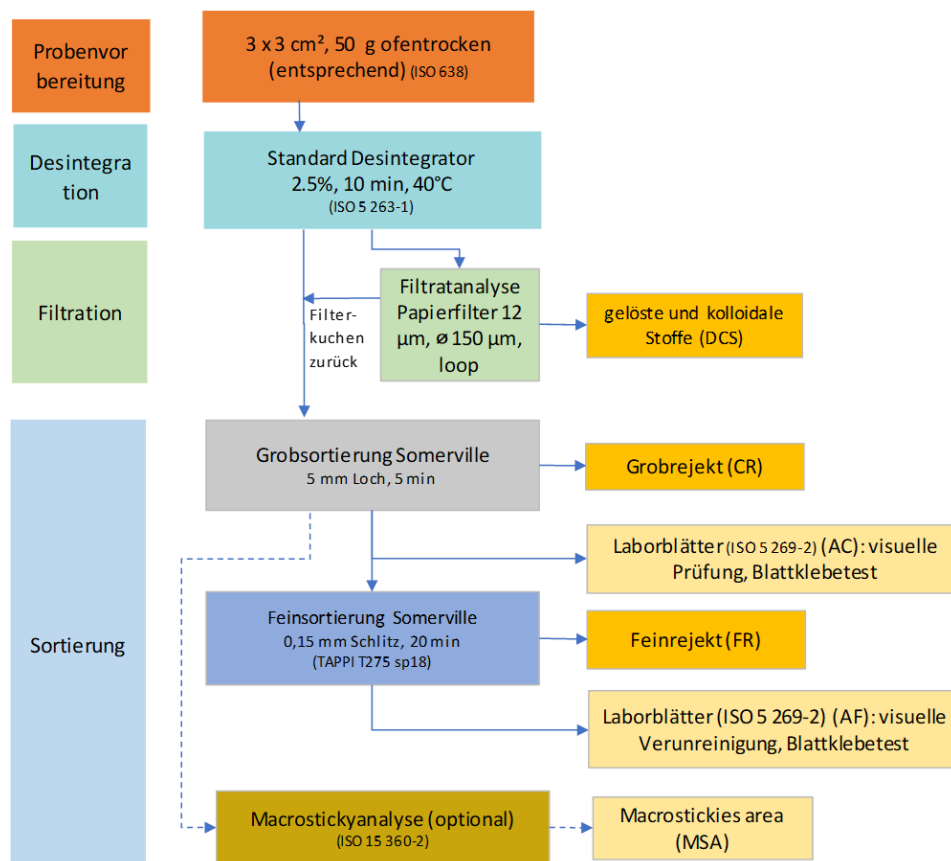 Probenvor
bereitung
3 x 3 cm², 50 g ofentrocken
(entsprechend) (ISO 638)
Desintegra
tion
Standard Desintegrator
2.5%, 10 min, 40°C
(ISO 5 263-1)
Filtration
Filter-
kuchen
zurück
Filtratanalyse
Papierfilter 12
µm, ø 150 µm,
loop
gelöste und kolloidale
Stoffe (DCS)
Sortierung
Grobsortierung Somerville
5 mm Loch, 5 min
Grobrejekt (CR)
Laborblätter (ISO 5 269-2) (AC): visuelle
Prüfung, Blattklebetest
Feinsortierung Somerville
0,15 mm Schlitz, 20 min
(TAPPI T275 sp18)
Feinrejekt (FR)
Laborblätter (ISO 5 269-2) (AF): visuelle
Verunreinigung, Blattklebetest
Macrostickyanalyse (optional)
(ISO 15 360-2)
Macrostickies area
(MSA)